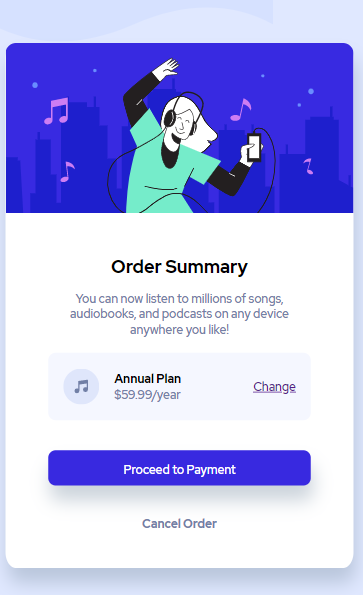 Order Summary
You can now listen to millions of songs,
audiobooks, and podcasts on any device
anywhere you like!
Annual Plan
$59.99/year
Change
Proceed to Payment
Cancel Order